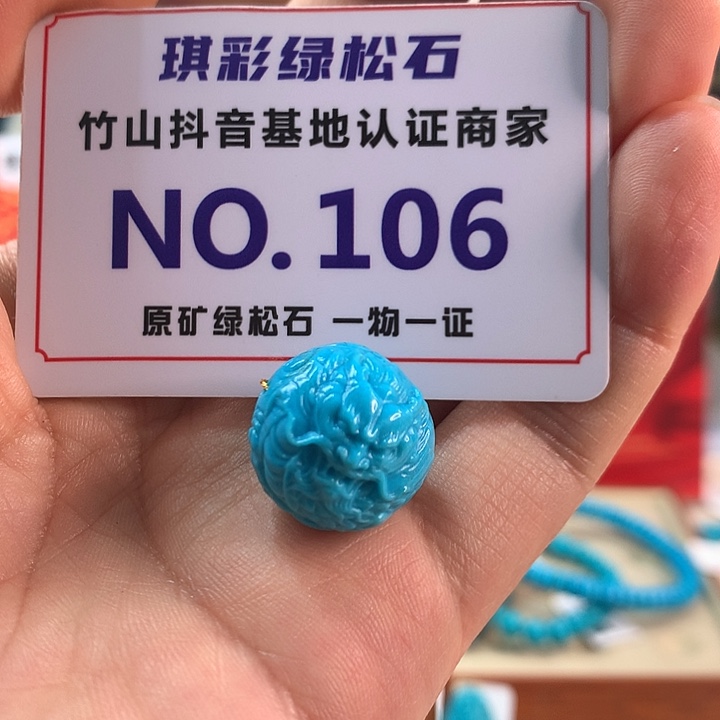 琪彩绿松石
竹山抖音基地认证商家
NO.106
原矿绿松石 一物一证